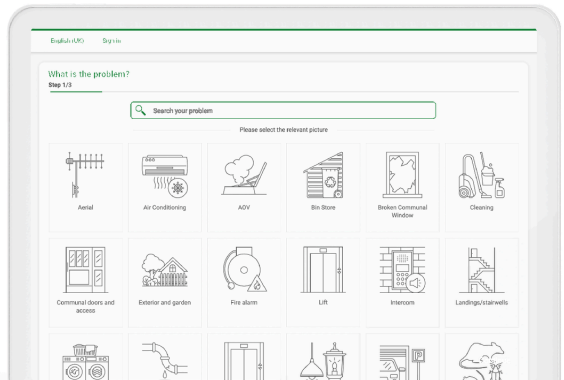 English (UK) Sign in
What is the problem?
Step 1/3
Search your problem
Please select the relevant picture
Aerial
Air Conditioning
AOV
Bin Store
Broken Communal
Window
Cleaning
Communal doors and
access
Exterior and garden
Fire alarm
Lift
Intercom
Landings/stairwells
P